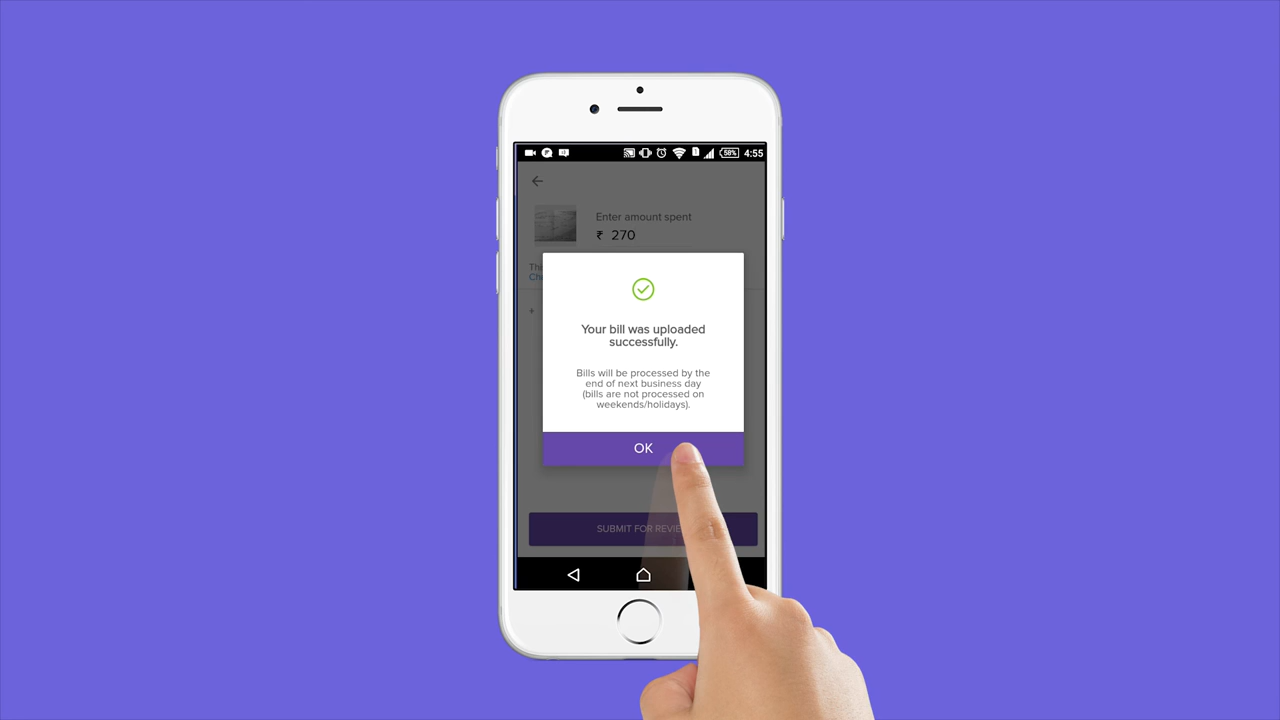 58%
4:55
Enter amount spent
₹ 270
Your bill was uploaded
successfully.
Bills will be processed by the
end of next business day
(bills are not processed on
weekends/holidays).
OK
SUBMIT FOR